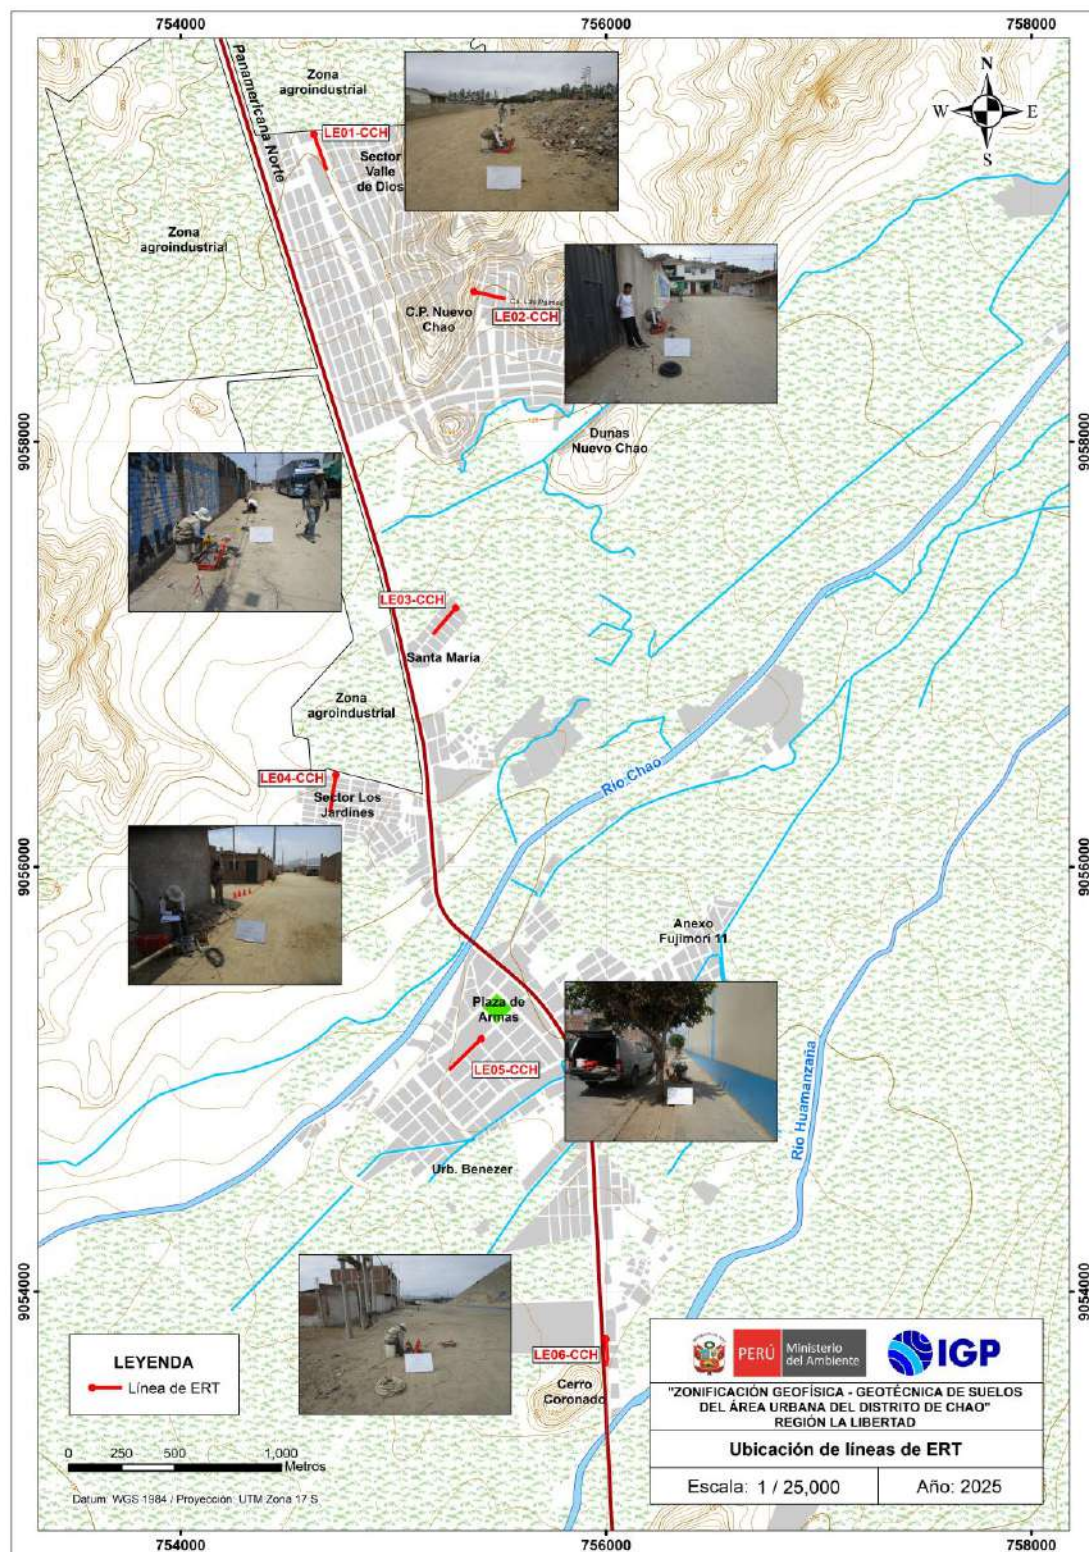 754000
756000
758000
Panamericana Norte
Zona
agroindustrial
N
W
E
S
LE01-CCH
Sector
Valle
de Dios
Zona
agroindustrial
C.P. Nuevo
Chao
LE02-CCH
9058000
9058000
Dunas
Nuevo Chao
LE03-CCH
Santa María
Zona
agroindustrial
LE04-CCH
Sector Los
Jardines
Río Chao
9056000
9056000
Anexo
Fujimori 11
Plaza de
Armas
LE05-CCH
Río Huamanzaña
Urb. Benezer
9054000
9054000
LE06-CCH
Cerro
Coronado
LEYENDA
Línea de ERT
0 250 500 1,000
Metros
Datum: WGS 1984 / Proyección: UTM Zona 17 S
PERÚ
Ministerio
del Ambiente
IGP
"ZONIFICACIÓN GEOFÍSICA - GEOTÉCNICA DE SUELOS
DEL ÁREA URBANA DEL DISTRITO DE CHAO"
REGIÓN LA LIBERTAD
Ubicación de líneas de ERT
Escala: 1 / 25,000
Año: 2025
754000
756000
758000